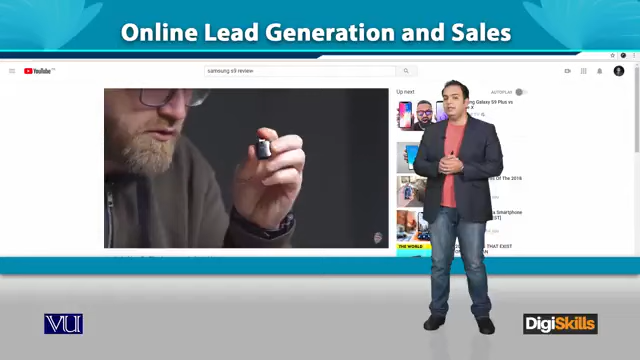 Online Lead Generation and Sales
YouTube
samsung s9 review
Up next
AUTOPLAY
Galaxy S9 Plus vs
Of The 2018
Smartphone
THE WORLD
THAT EXIST
VU
DigiSkills